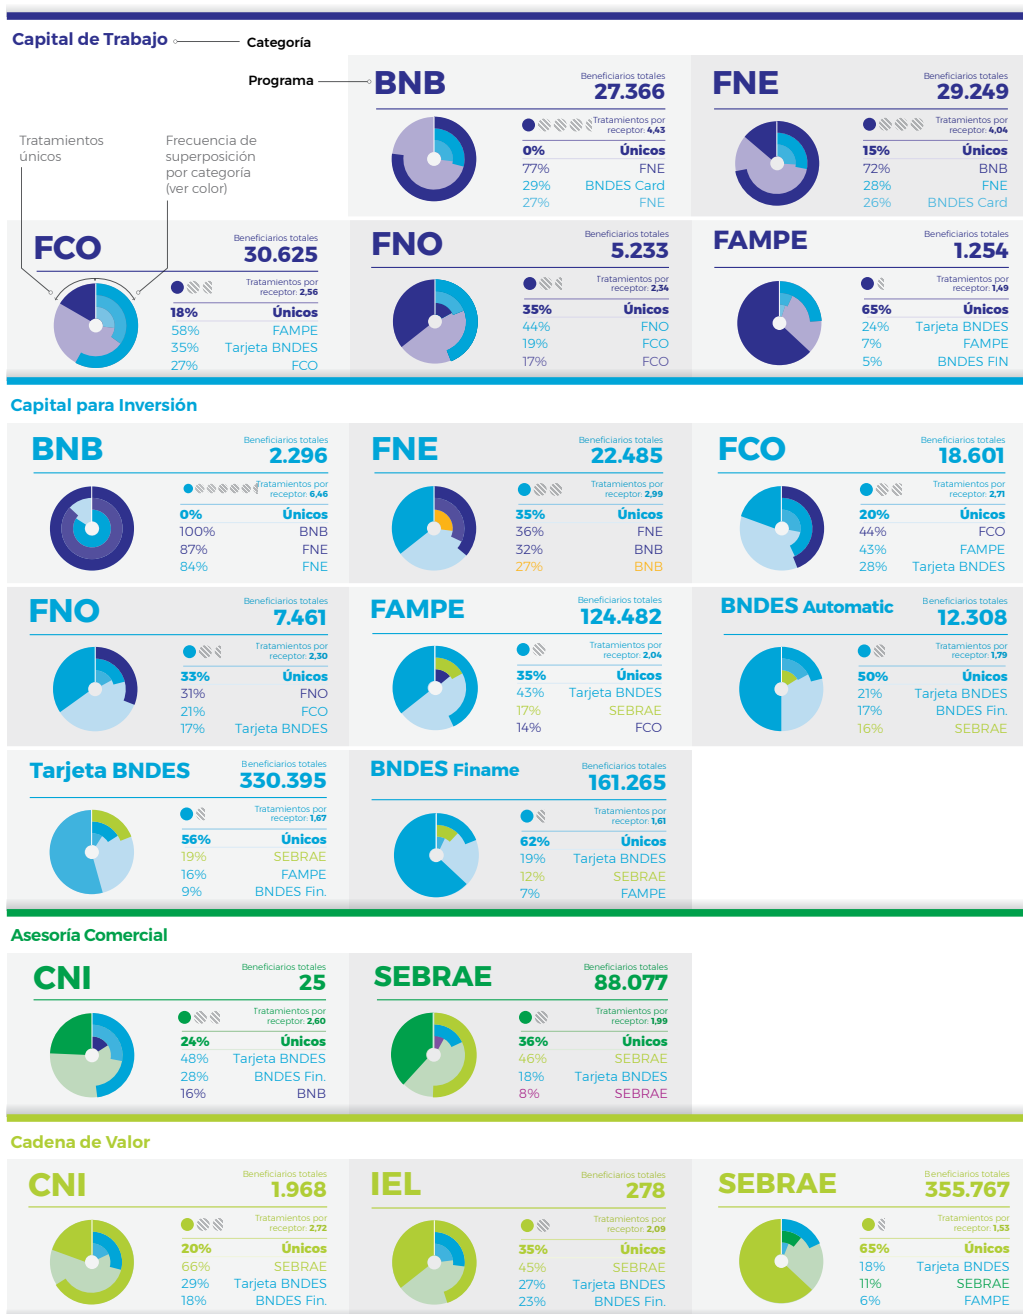 Capital de Trabajo
Categoría
Programa
BNB
Beneficiarios totales
27.366
Tratamientos por
receptor: 4,43
0% Únicos
77% FNE
29% BNDES Card
27% FNE
FNE
Beneficiarios totales
29.249
Tratamientos por
receptor: 4,04
15% Únicos
72% BNB
28% FNE
26% BNDES Card
Tratamientos
únicos
Frecuencia de
superposición
por categoría
(ver color)
FCO
Beneficiarios totales
30.625
Tratamientos por
receptor: 2,56
18% Únicos
58% FAMPE
35% Tarjeta BNDES
27% FCO
FNO
Beneficiarios totales
5.233
Tratamientos por
receptor: 2,34
35% Únicos
44% FNO
19% FCO
17% FCO
FAMPE
Beneficiarios totales
1.254
Tratamientos por
receptor: 1,49
65% Únicos
24% Tarjeta BNDES
7% FAMPE
5% BNDES FIN
Capital para Inversión
BNB
Beneficiarios totales
2.296
Tratamientos por
receptor: 6,46
0% Únicos
100% BNB
87% FNE
84% FNE
FNE
Beneficiarios totales
22.485
Tratamientos por
receptor: 2,99
35% Únicos
36% FNE
32% BNB
27% BNB
FCO
Beneficiarios totales
18.601
Tratamientos por
receptor: 2,71
20% Únicos
44% FCO
43% FAMPE
28% Tarjeta BNDES
FNO
Beneficiarios totales
7.461
Tratamientos por
receptor: 2,30
33% Únicos
31% FNO
21% FCO
17% Tarjeta BNDES
FAMPE
Beneficiarios totales
124.482
Tratamientos por
receptor: 2,04
35% Únicos
43% Tarjeta BNDES
17% SEBRAE
14% FCO
BNDES Automatic
Beneficiarios totales
12.308
Tratamientos por
receptor: 1,79
50% Únicos
21% Tarjeta BNDES
17% BNDES Fin.
16% SEBRAE
Tarjeta BNDES
Beneficiarios totales
330.395
Tratamientos por
receptor: 1,67
56% Únicos
19% SEBRAE
16% FAMPE
9% BNDES Fin.
BNDES Finame
Beneficiarios totales
161.265
Tratamientos por
receptor: 1,61
62% Únicos
19% Tarjeta BNDES
12% SEBRAE
7% FAMPE
Asesoría Comercial
CNI
Beneficiarios totales
25
Tratamientos por
receptor: 2,60
24% Únicos
48% Tarjeta BNDES
28% BNDES Fin.
16% BNB
SEBRAE
Beneficiarios totales
88.077
Tratamientos por
receptor: 1,99
36% Únicos
46% SEBRAE
18% Tarjeta BNDES
8% SEBRAE
Cadena de Valor
CNI
Beneficiarios totales
1.968
Tratamientos por
receptor: 2,72
20% Únicos
66% SEBRAE
29% Tarjeta BNDES
18% BNDES Fin.
IEL
Beneficiarios totales
278
Tratamientos por
receptor: 2,09
35% Únicos
45% SEBRAE
27% Tarjeta BNDES
23% BNDES Fin.
SEBRAE
Beneficiarios totales
355.767
Tratamientos por
receptor: 1,53
65% Únicos
18% Tarjeta BNDES
11% SEBRAE
6% FAMPE